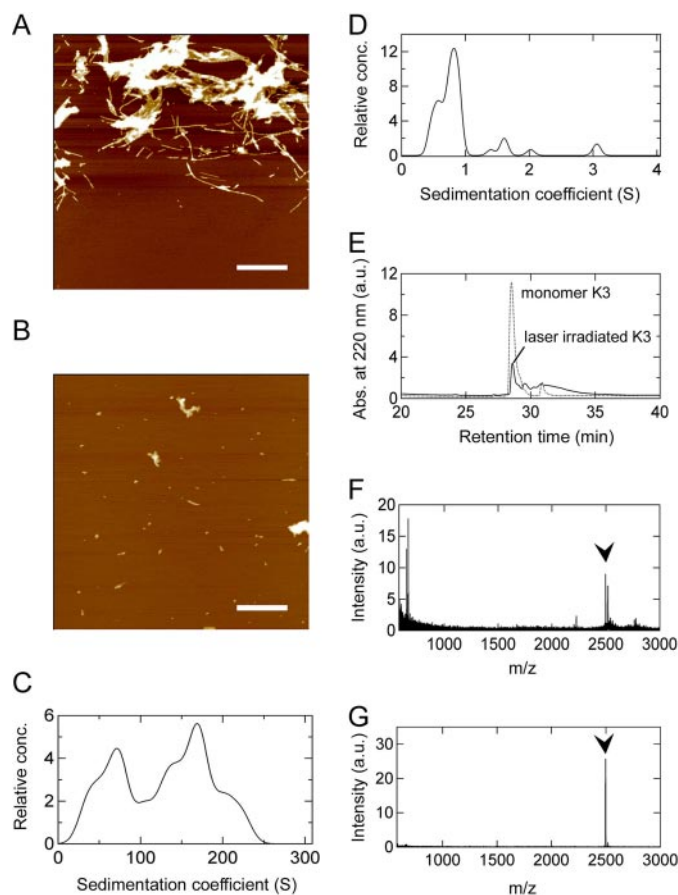 A
B
C
Relative conc.
6
4
2
0
0
100
200
300
Sedimentation coefficient (S)
D
Relative conc.
12
8
4
0
0
1
2
3
4
Sedimentation coefficient (S)
E
Abs. at 220 nm (a.u.)
12
8
4
0
monomer K3
laser irradiated K3
20
25
30
35
40
Retention time (min)
F
Intensity (a.u.)
20
15
10
5
0
1000
1500
2000
2500
3000
m/z
G
Intensity (a.u.)
30
20
10
0
1000
1500
2000
2500
3000
m/z